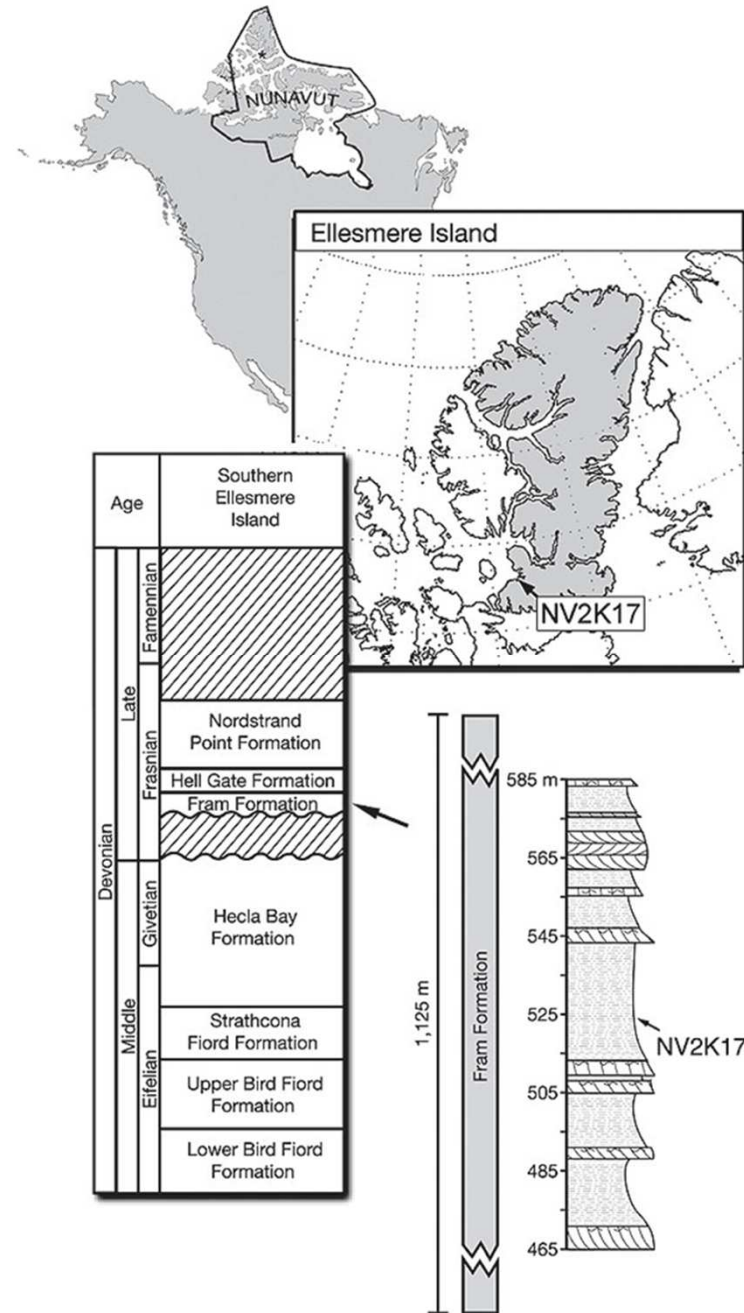 NUNAVUT
Ellesmere Island
NV2K17
Age
Southern
Ellesmere
Island
Devonian
Late
Famennian
Frasnian
Nordstrand
Point Formation
Hell Gate Formation
Fram Formation
Middle
Givetian
Hecla Bay
Formation
Eifelian
Strathcona
Fiord Formation
Upper Bird Fiord
Formation
Lower Bird Fiord
Formation
1,125 m
Fram Formation
585 m
565
545
525
NV2K17
505
485
465